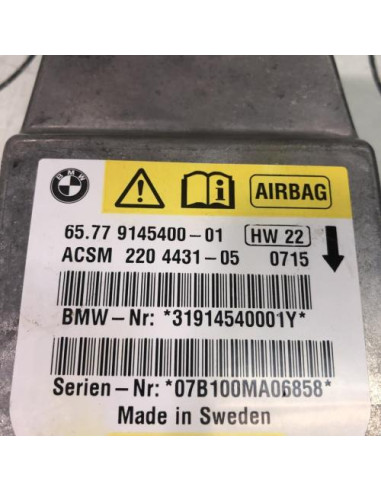 BMW
AIRBAG
65.77 9145400-01 HW 22
ACSM 220 4431-05 0715
BMW-Nr: *31914540001Y*
Serien-Nr: *07B100MA06858*
Made in Sweden